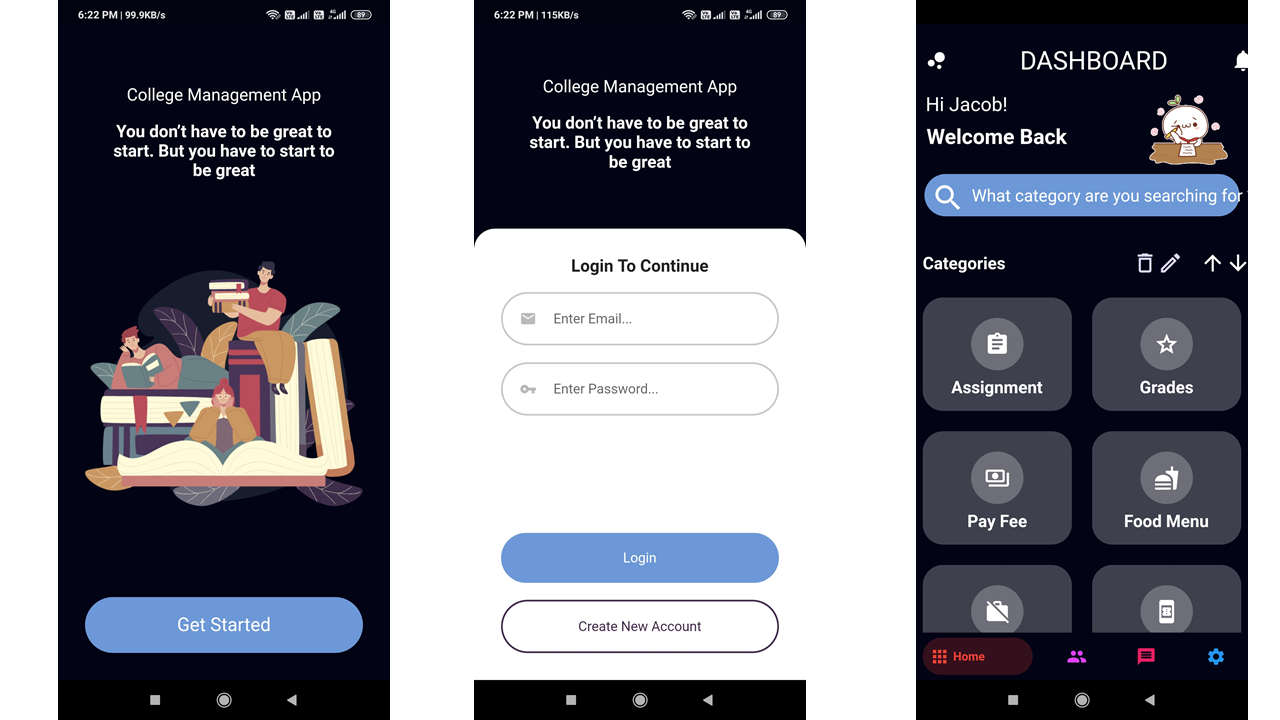 6:22 PM | 99.9KB/s
89
College Management App
You don’t have to be great to
start. But you have to start to
be great
Get Started
6:22 PM | 115KB/s
89
College Management App
You don’t have to be great to
start. But you have to start to
be great
Login To Continue
Enter Email...
Enter Password...
Login
Create New Account
DASHBOARD
Hi Jacob!
Welcome Back
What category are you searching for
Categories
Assignment
Grades
Pay Fee
Food Menu
Home